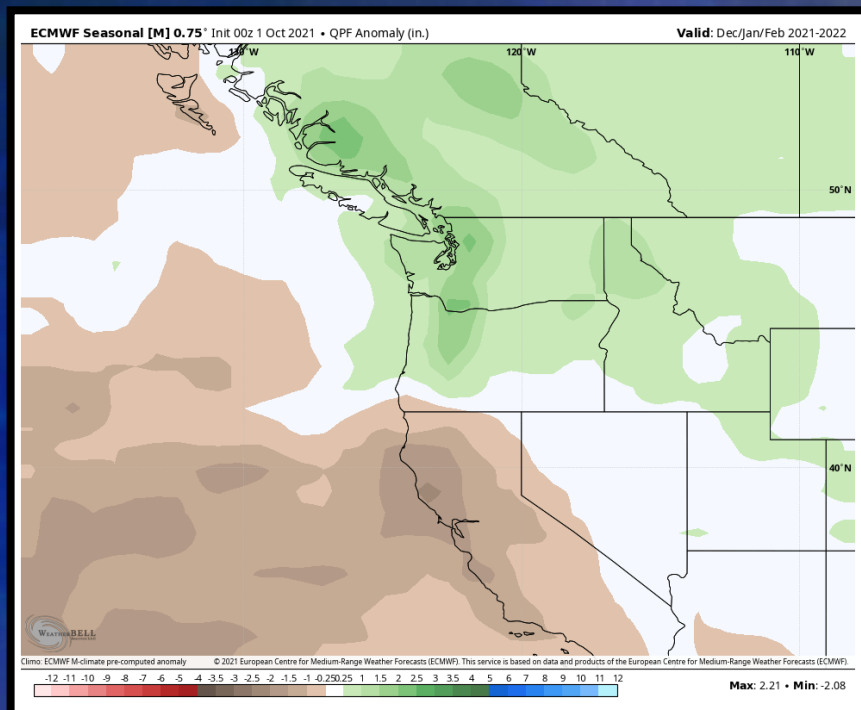 ECMWF Seasonal [M] 0.75° Init 00z 1 Oct 2021 • QPF Anomaly (in.) Valid: Dec/Jan/Feb 2021-2022
130°W 120°W 110°W
50°N
40°N
WEATHERBELL
Climo: ECMWF M-climate pre-computed anomaly © 2021 European Centre for Medium-Range Weather Forecasts (ECMWF). This service is based on data and products of the European Centre for Medium-Range Weather Forecasts (ECMWF).
-12 -11 -10 -9 -8 -7 -6 -5 -4 -3.5 -3 -2.5 -2 -1.5 -1 -0.25 0.25 1 1.5 2 2.5 3 3.5 4 5 6 7 8 9 10 11 12
Max: 2.21 • Min: -2.08